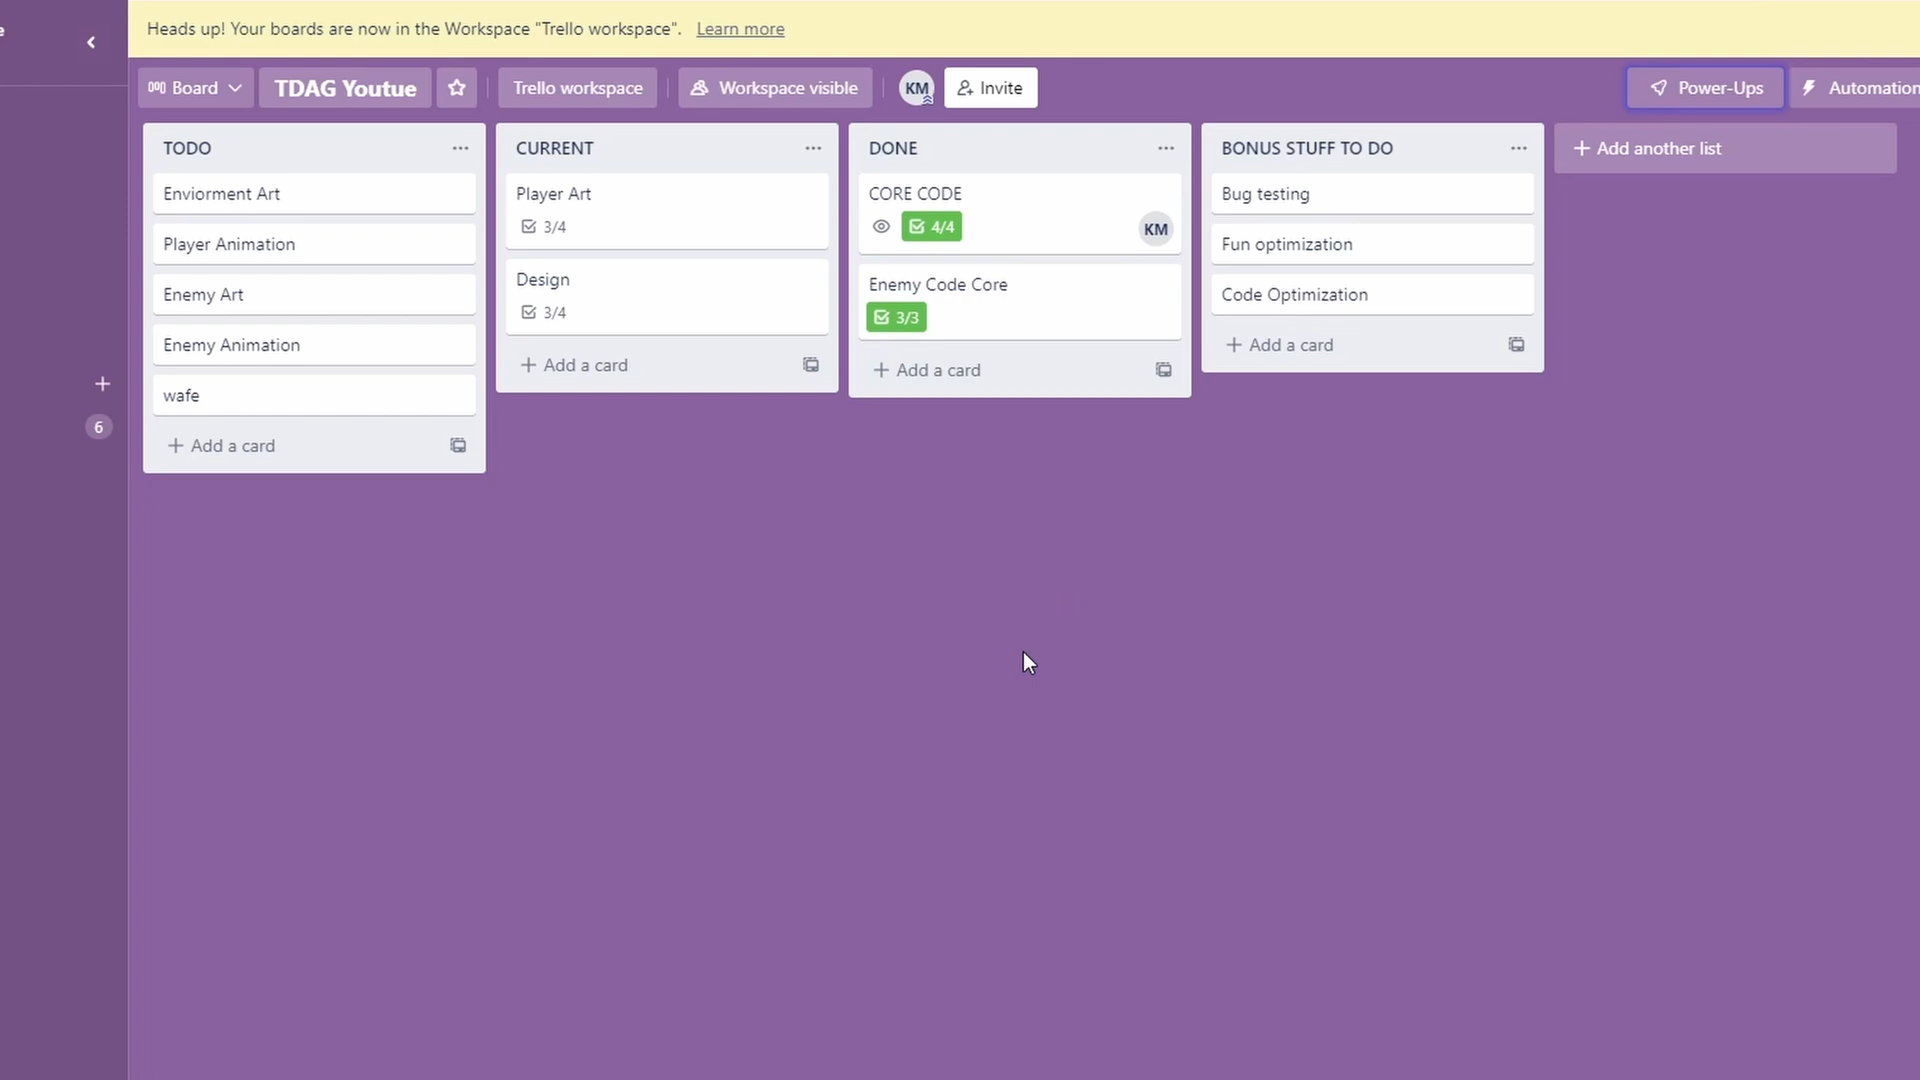 e
Heads up! Your boards are now in the Workspace "Trello workspace". Learn more
Board TDAG Youtue Trello workspace Workspace visible KM Invite Power-Ups Automation
TODO
Enviorment Art
Player Animation
Enemy Art
Enemy Animation
wafe
+ Add a card
CURRENT
Player Art
3/4
Design
3/4
+ Add a card
DONE
CORE CODE
4/4 KM
Enemy Code Core
3/3
+ Add a card
BONUS STUFF TO DO
Bug testing
Fun optimization
Code Optimization
+ Add a card
+ Add another list
+
6